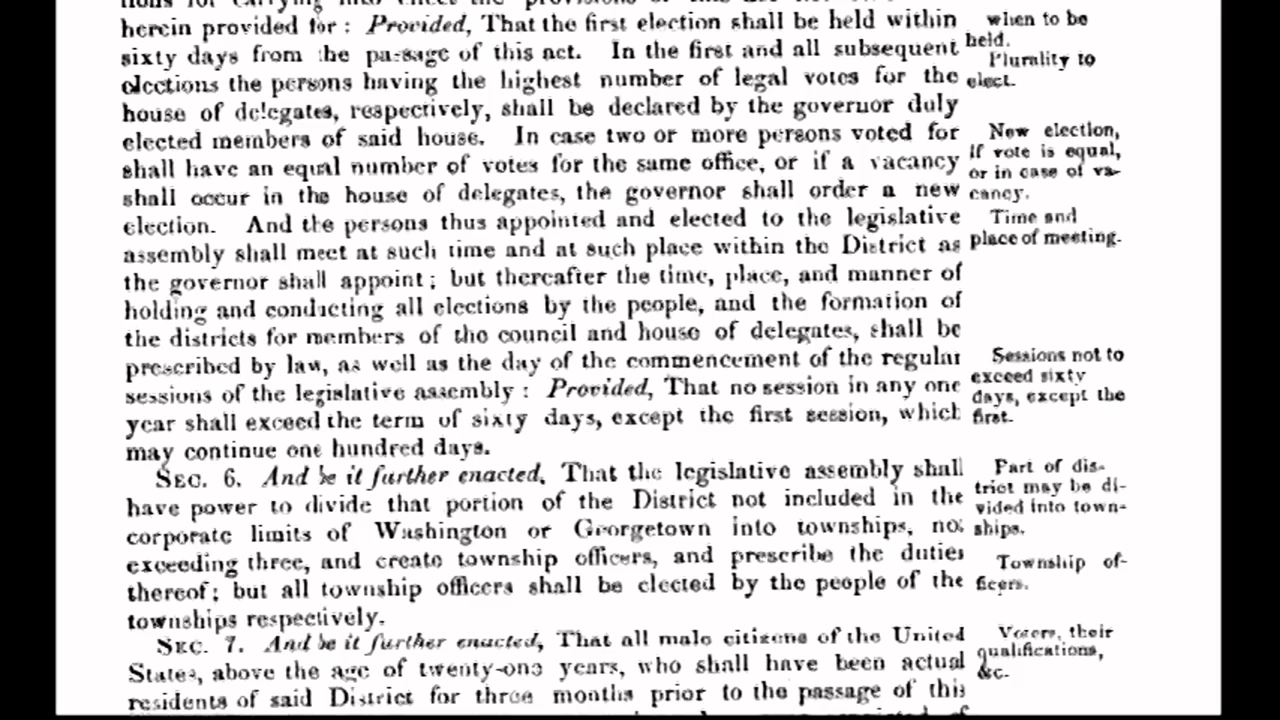 herein provided for: Provided, That the first election shall be held within
sixty days from the passage of this act. In the first and all subsequent
elections the persons having the highest number of legal votes for the
house of delegates, respectively, shall be declared by the governor duly
elected members of said house. In case two or more persons voted for
shall have an equal number of votes for the same office, or if a vacancy
shall occur in the house of delegates, the governor shall order a new
election. And the persons thus appointed and elected to the legislative
assembly shall meet at such time and at such place within the District as
the governor shall appoint; but thereafter the time, place, and manner of
holding and conducting all elections by the people, and the formation of
the districts for members of the council and house of delegates, shall be
prescribed by law, as well as the day of the commencement of the regular
sessions of the legislative assembly: Provided, That no session in any one
year shall exceed the term of sixty days, except the first session, which
may continue one hundred days.
SEC. 6. And be it further enacted, That the legislative assembly shall
have power to divide that portion of the District not included in the
corporate limits of Washington or Georgetown into townships, not
exceeding three, and create township officers, and prescribe the duties
thereof; but all township officers shall be elected by the people of the
townships respectively.
SEC. 7. And be it further enacted, That all male citizens of the United
States, above the age of twenty-one years, who shall have been actual
residents of said District for three months prior to the passage of this
when to be
held.
Plurality to
elect.
New election,
if vote is equal,
or in case of va-
cancy.
Time and
place of meeting.
Sessions not to
exceed sixty
days, except the
first.
Part of dis-
trict may be di-
vided into town-
ships.
Township of-
ficers.
Voters, their
qualifications,
&c.